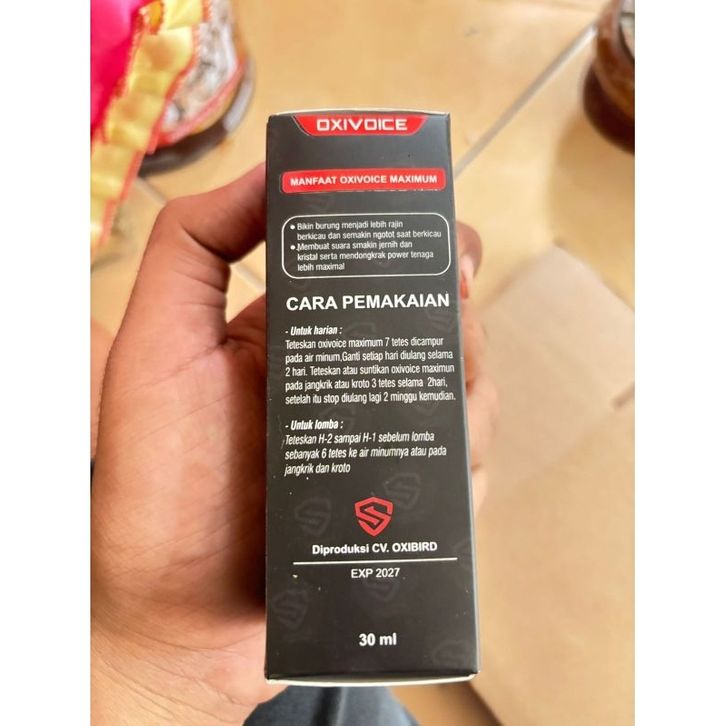 OXIVOICE
MANFAAT OXIVOICE MAXIMUM
• Bikin burung menjadi lebih rajin
berkicau dan semakin ngotot saat berkicau
• Membuat suara smakin jernih dan
kristal serta mendongkrak power tenaga
lebih maximal
CARA PEMAKAIAN
- Untuk harian :
Teteskan oxivoice maximum 7 tetes dicampur
pada air minum,Ganti setiap hari diulang selama
2 hari. Teteskan atau suntikan oxivoice maximun
pada jangkrik atau kroto 3 tetes selama 2hari,
setelah itu stop diulang lagi 2 minggu kemudian.
- Untuk lomba :
Teteskan H-2 sampai H-1 sebelum lomba
sebanyak 6 tetes ke air minumnya atau pada
jangkrik dan kroto
Diproduksi CV. OXIBIRD
EXP 2027
30 ml